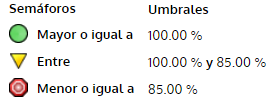 Semáforos Umbrales
Mayor o igual a 100.00 %
Entre 100.00 % y 85.00 %
Menor o igual a 85.00 %